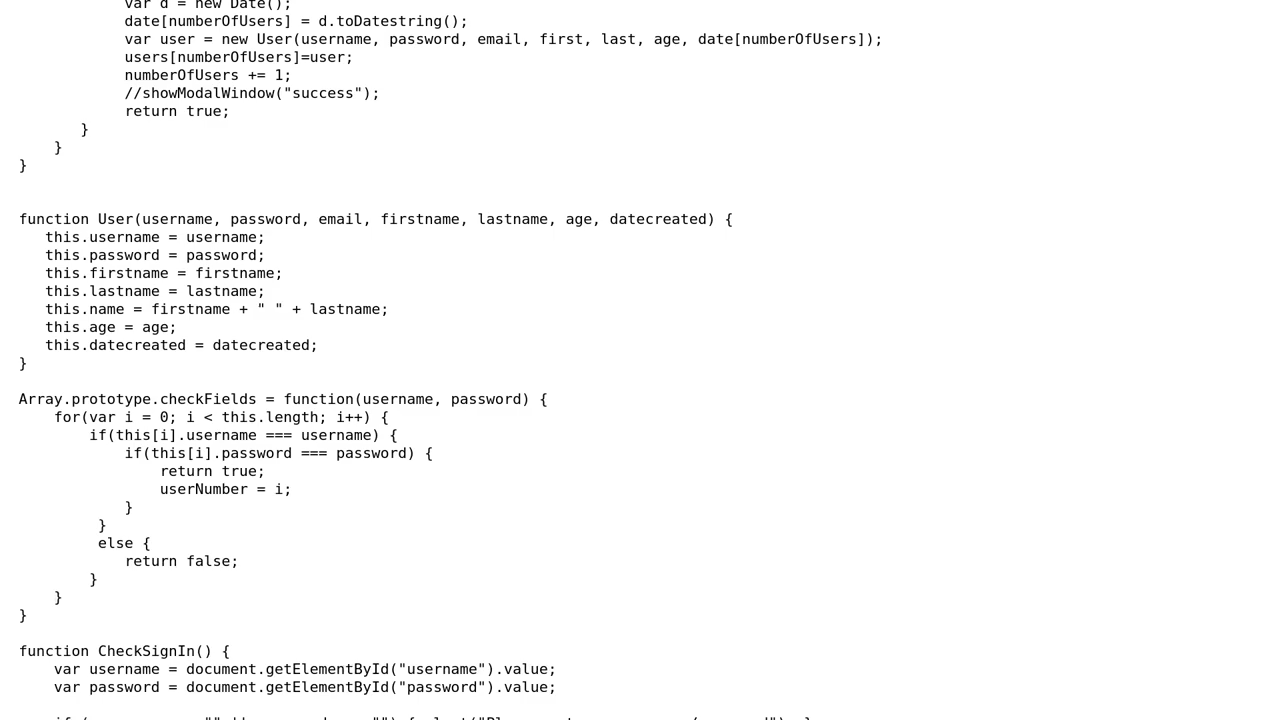 var d = new Date();
date[numberOfUsers] = d.toDatestring();
var user = new User(username, password, email, first, last, age, date[numberOfUsers]);
users[numberOfUsers]=user;
numberOfUsers += 1;
//showModalWindow("success");
return true;
}
}
}
function User(username, password, email, firstname, lastname, age, datecreated) {
this.username = username;
this.password = password;
this.firstname = firstname;
this.lastname = lastname;
this.name = firstname + " " + lastname;
this.age = age;
this.datecreated = datecreated;
}
Array.prototype.checkFields = function(username, password) {
for(var i = 0; i < this.length; i++) {
if(this[i].username === username) {
if(this[i].password === password) {
return true;
userNumber = i;
}
}
else {
return false;
}
}
}
function CheckSignIn() {
var username = document.getElementById("username").value;
var password = document.getElementById("password").value;